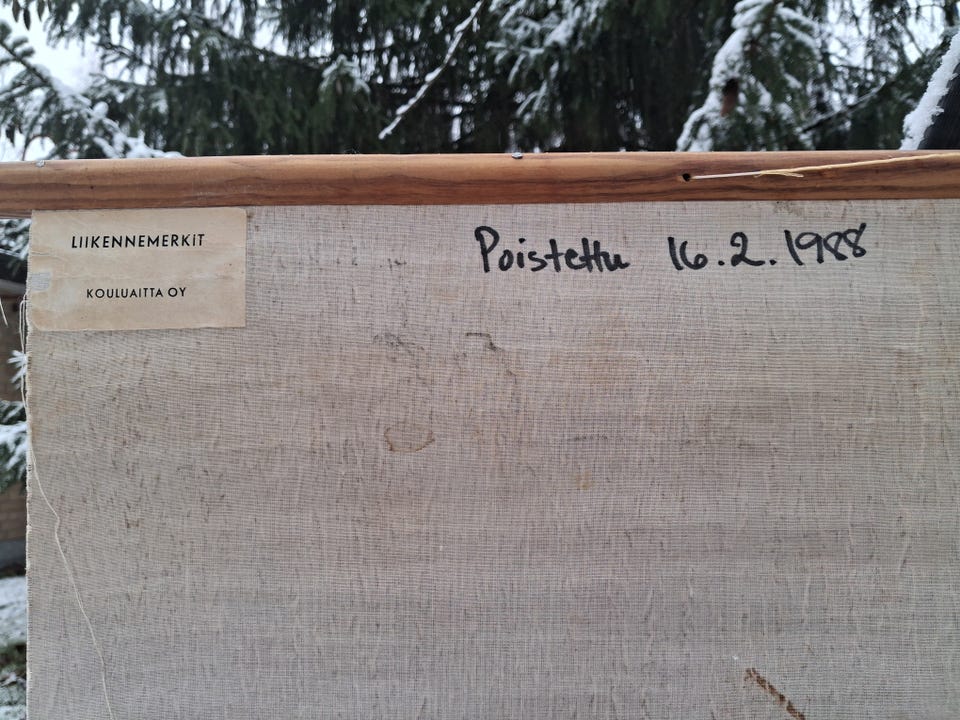 LIIKENNEMERKIT
KOULUAITTA OY
Poistettu 16.2.1988